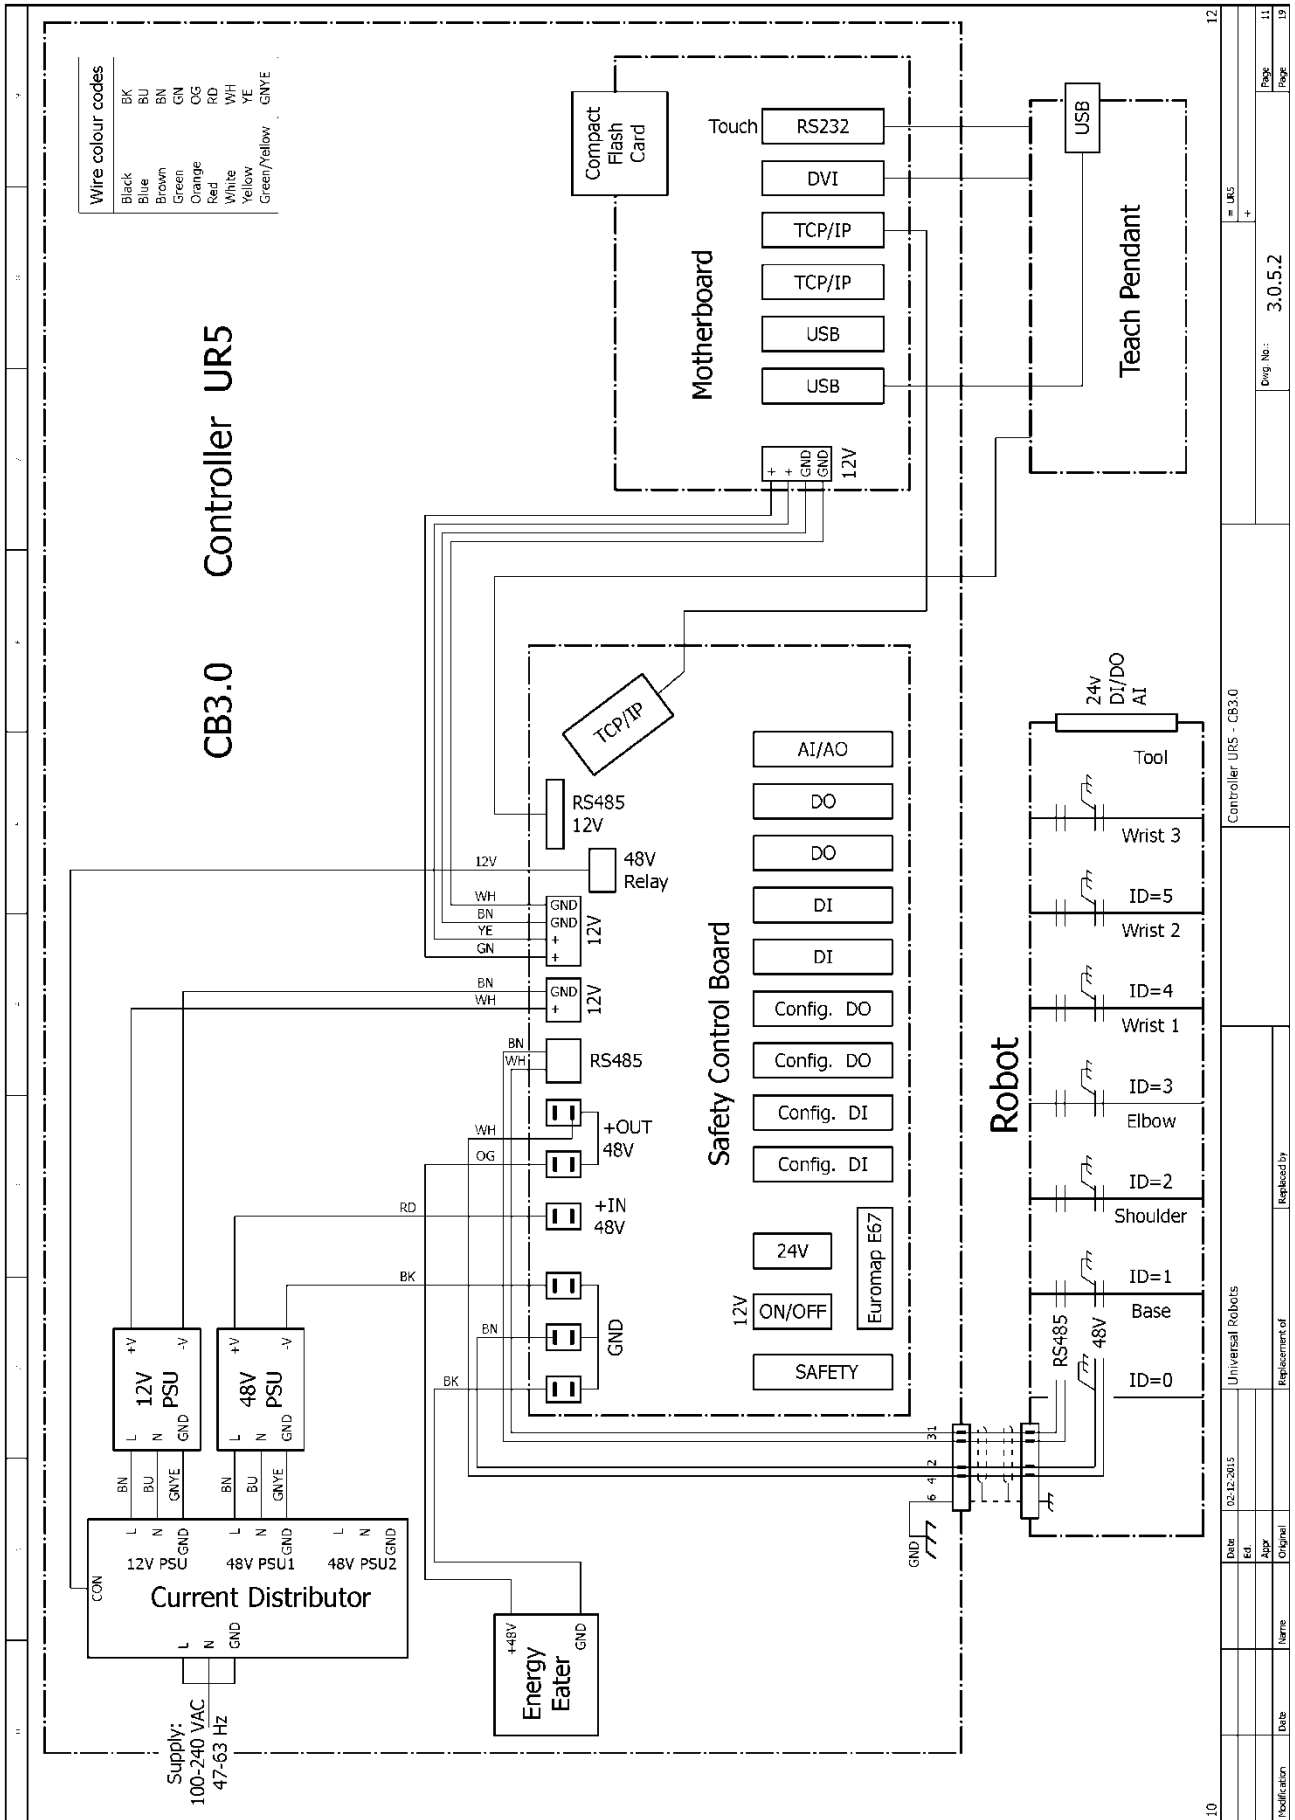 CB3.0 Controller UR5
Wire colour codes
Black BK
Blue BU
Brown BN
Green GN
Orange OG
Red RD
White WH
Yellow YE
Green/Yellow GNYE
Supply:
100-240 VAC
47-63 Hz
L
N
GND
Current Distributor
CON
12V PSU
L
N
GND
48V PSU1
L
N
GND
48V PSU2
L
N
GND
BN
BU
GNYE
BN
BU
GNYE
12V
PSU
L
N
GND
+V
-V
48V
PSU
L
N
GND
+V
-V
Energy
Eater
+48V
GND
BK
BN
BK
RD
OG
WH
WH
BN
WH
BN
GN
YE
BN
WH
12V
Safety Control Board
GND
+IN
48V
+OUT
48V
RS485
+
GND
12V
+
+
GND
GND
12V
48V
Relay
RS485
12V
TCP/IP
SAFETY
12V
ON/OFF
24V
Euromap E67
Config. DI
Config. DI
Config. DO
Config. DO
DI
DI
DO
DO
AI/AO
Motherboard
Compact
Flash
Card
+
+
GND
GND
12V
USB
USB
TCP/IP
TCP/IP
DVI
Touch RS232
Teach Pendant
USB
GND
6
4
2
31
Robot
RS485
48V
ID=0
Base
ID=1
Shoulder
ID=2
Elbow
ID=3
Wrist 1
ID=4
Wrist 2
ID=5
Wrist 3
Tool
24v
DI/DO
AI
10
12
Modification
Date
Name
Date 02-12-2015
Ed.
Appr
Original
Universal Robots
Replacement of
Replaced by
Controller UR5 - CB3.0
= UR5
+
Dwg. No.:
3.0.5.2
Page 11
Page 19